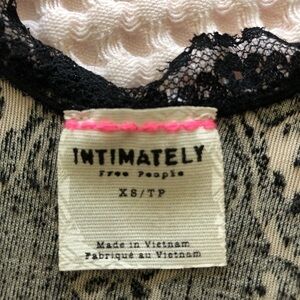 INTIMATELY
Free People
XS/TP
Made in Vietnam
Fabriqué au Vietnam